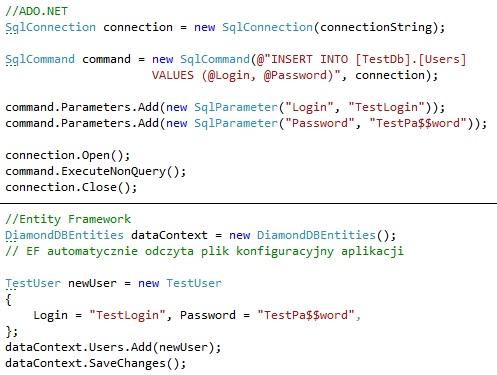 //ADO.NET
SqlConnection connection = new SqlConnection(connectionString);
SqlCommand command = new SqlCommand(@"INSERT INTO [TestDb].[Users]
VALUES (@Login, @Password)", connection);
command.Parameters.Add(new SqlParameter("Login", "TestLogin"));
command.Parameters.Add(new SqlParameter("Password", "TestPa$$word"));
connection.Open();
command.ExecuteNonQuery();
connection.Close();
//Entity Framework
DiamondDBEntities dataContext = new DiamondDBEntities();
// EF automatycznie odczyta plik konfiguracyjny aplikacji
TestUser newUser = new TestUser
{
Login = "TestLogin", Password = "TestPa$$word",
};
dataContext.Users.Add(newUser);
dataContext.SaveChanges();